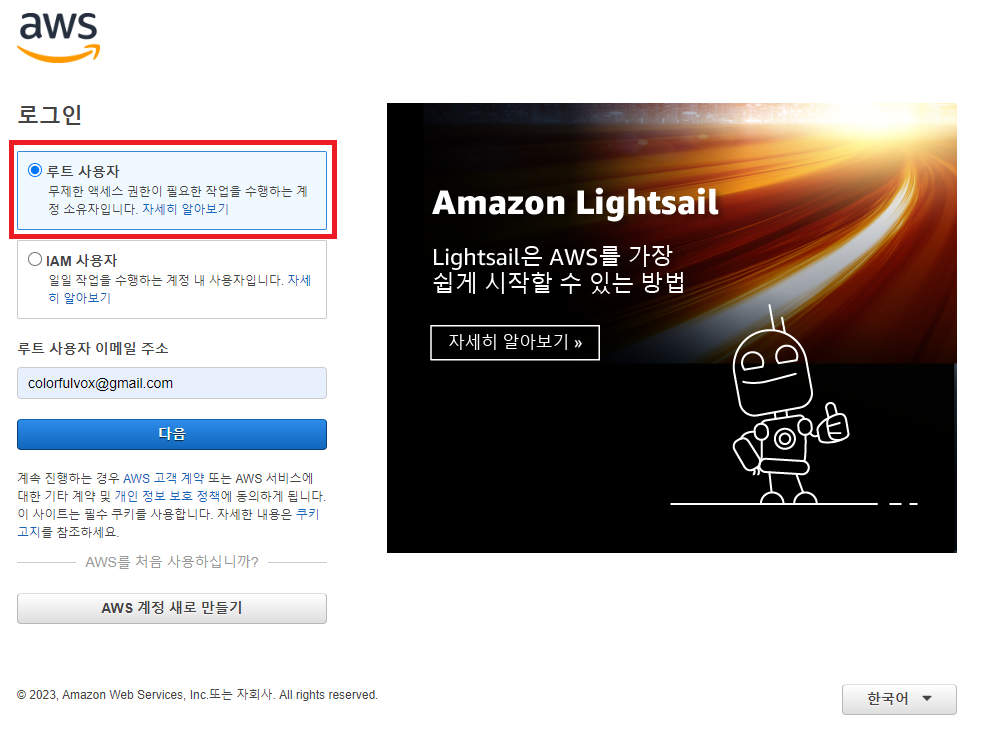 aws
로그인
루트 사용자
무제한 액세스 권한이 필요한 작업을 수행하는 계
정 소유자입니다. 자세히 알아보기
IAM 사용자
일일 작업을 수행하는 계정 내 사용자입니다. 자세
히 알아보기
루트 사용자 이메일 주소
colorfulvox@gmail.com
다음
계속 진행하는 경우 AWS 고객 계약 또는 AWS 서비스에
대한 기타 계약 및 개인 정보 보호 정책에 동의하게 됩니다.
이 사이트는 필수 쿠키를 사용합니다. 자세한 내용은 쿠키
고지를 참조하세요.
AWS를 처음 사용하십니까?
AWS 계정 새로 만들기
Amazon Lightsail
Lightsail은 AWS를 가장
쉽게 시작할 수 있는 방법
자세히 알아보기 »
© 2023, Amazon Web Services, Inc.또는 자회사. All rights reserved.
한국어